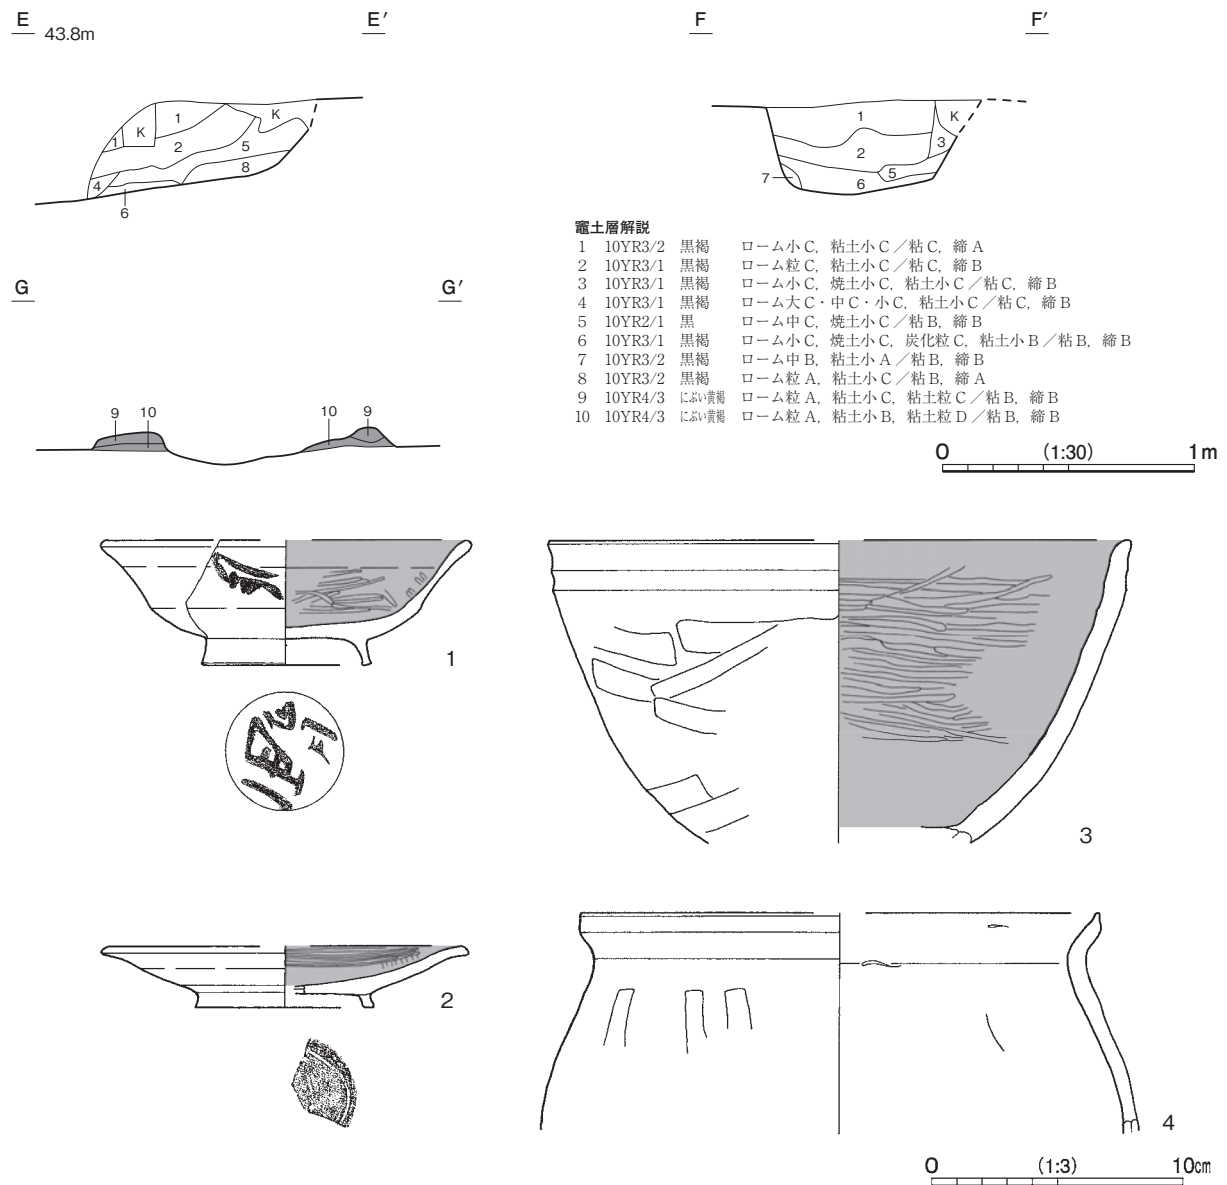 E E′ F F′
43.8m
1 K 1 K 2 5 8 4 6
1 K 2 3 5 7 6
竈土層解説
1 10YR3/2 黒褐 ローム小C，粘土小C／粘C，締A
2 10YR3/1 黒褐 ローム粒C，粘土小C／粘C，締B
3 10YR3/1 黒褐 ローム小C，焼土小C，粘土小C／粘C，締B
4 10YR3/1 黒褐 ローム大C・中C・小C，粘土小C／粘C，締B
5 10YR2/1 黒 ローム中C，焼土小C／粘B，締B
6 10YR3/1 黒褐 ローム小C，焼土小C，炭化粒C，粘土小B／粘B，締B
7 10YR3/2 黒褐 ローム中B，粘土小A／粘B，締B
8 10YR3/2 黒褐 ローム粒A，粘土小C／粘B，締A
9 10YR4/3 にぶい黄褐 ローム粒A，粘土小C，粘土粒C／粘B，締B
10 10YR4/3 にぶい黄褐 ローム粒A，粘土小B，粘土粒D／粘B，締B
G G′
9 10 10 9
0 (1:30) 1m
1
3
2
4
0 (1:3) 10cm